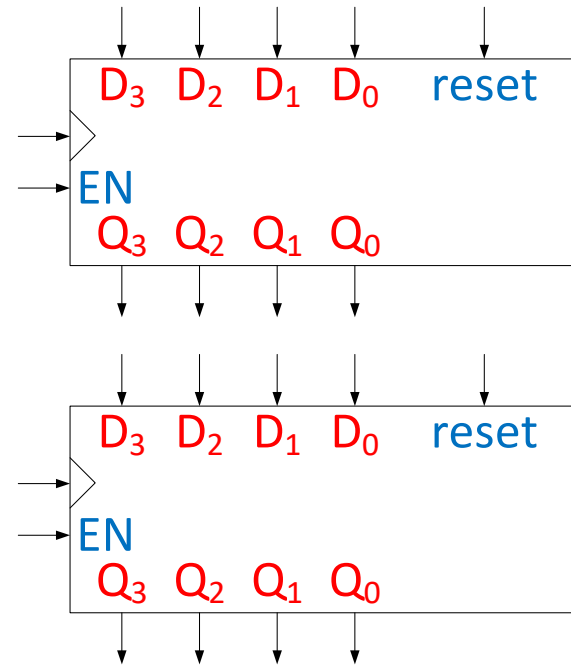 D₃ D₂ D₁ D₀ reset
EN
Q₃ Q₂ Q₁ Q₀
D₃ D₂ D₁ D₀ reset
EN
Q₃ Q₂ Q₁ Q₀